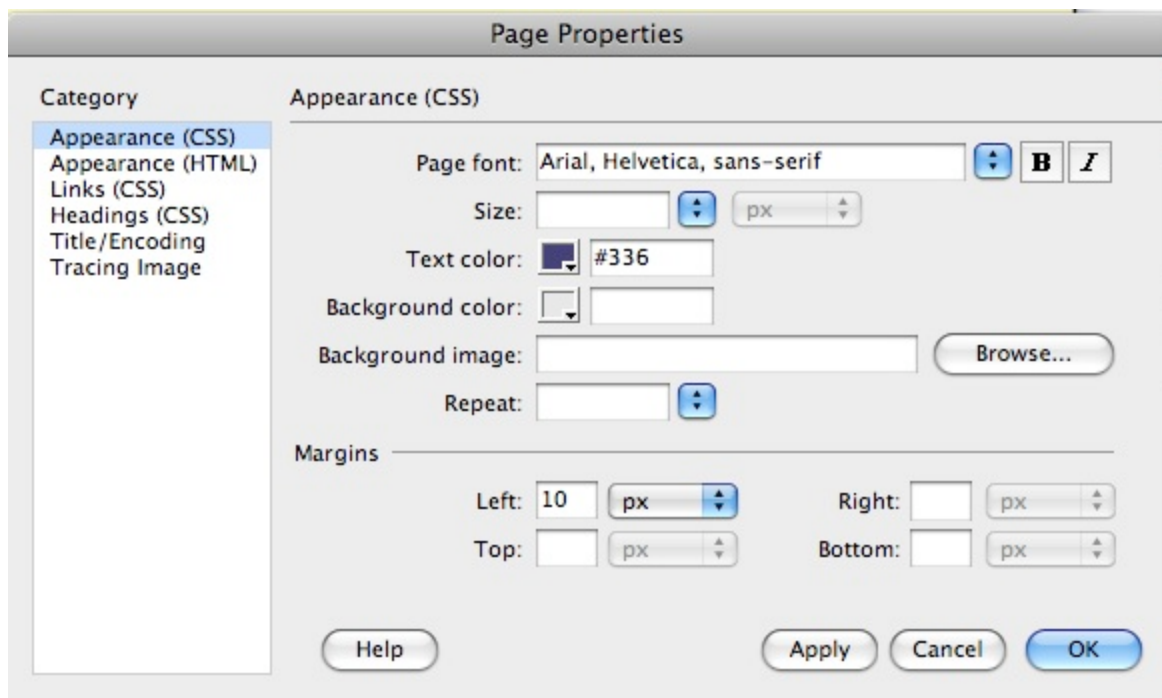 Page Properties
Category
Appearance (CSS)
Appearance (HTML)
Links (CSS)
Headings (CSS)
Title/Encoding
Tracing Image
Appearance (CSS)
Page font: Arial, Helvetica, sans-serif B I
Size: px
Text color: #336
Background color:
Background image: Browse...
Repeat:
Margins
Left: 10 px Right: px
Top: px Bottom: px
Help Apply Cancel OK